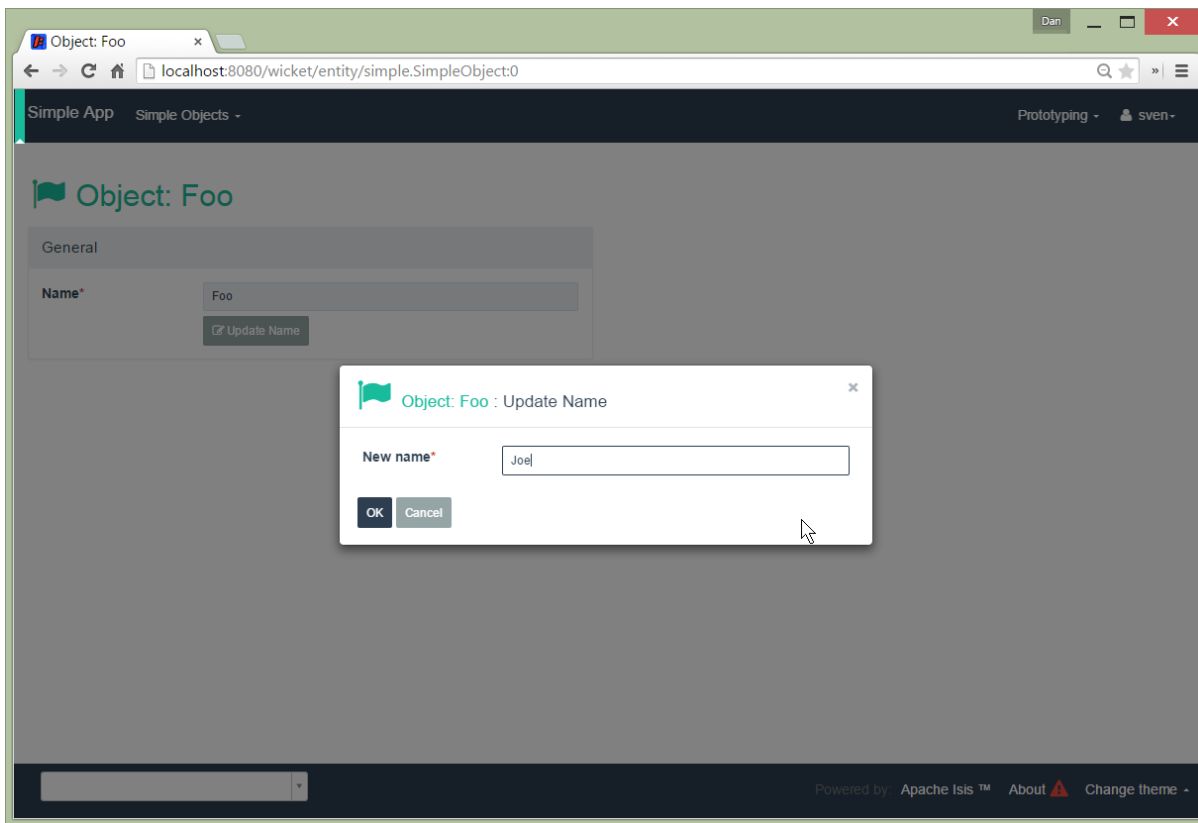 Dan
Object: Foo
localhost:8080/wicket/entity/simple.SimpleObject:0
Simple App Simple Objects Prototyping sven
Object: Foo
General
Name* Foo
Update Name
Object: Foo : Update Name
New name* Joe
OK Cancel
Powered by: Apache Isis ™ About Change theme